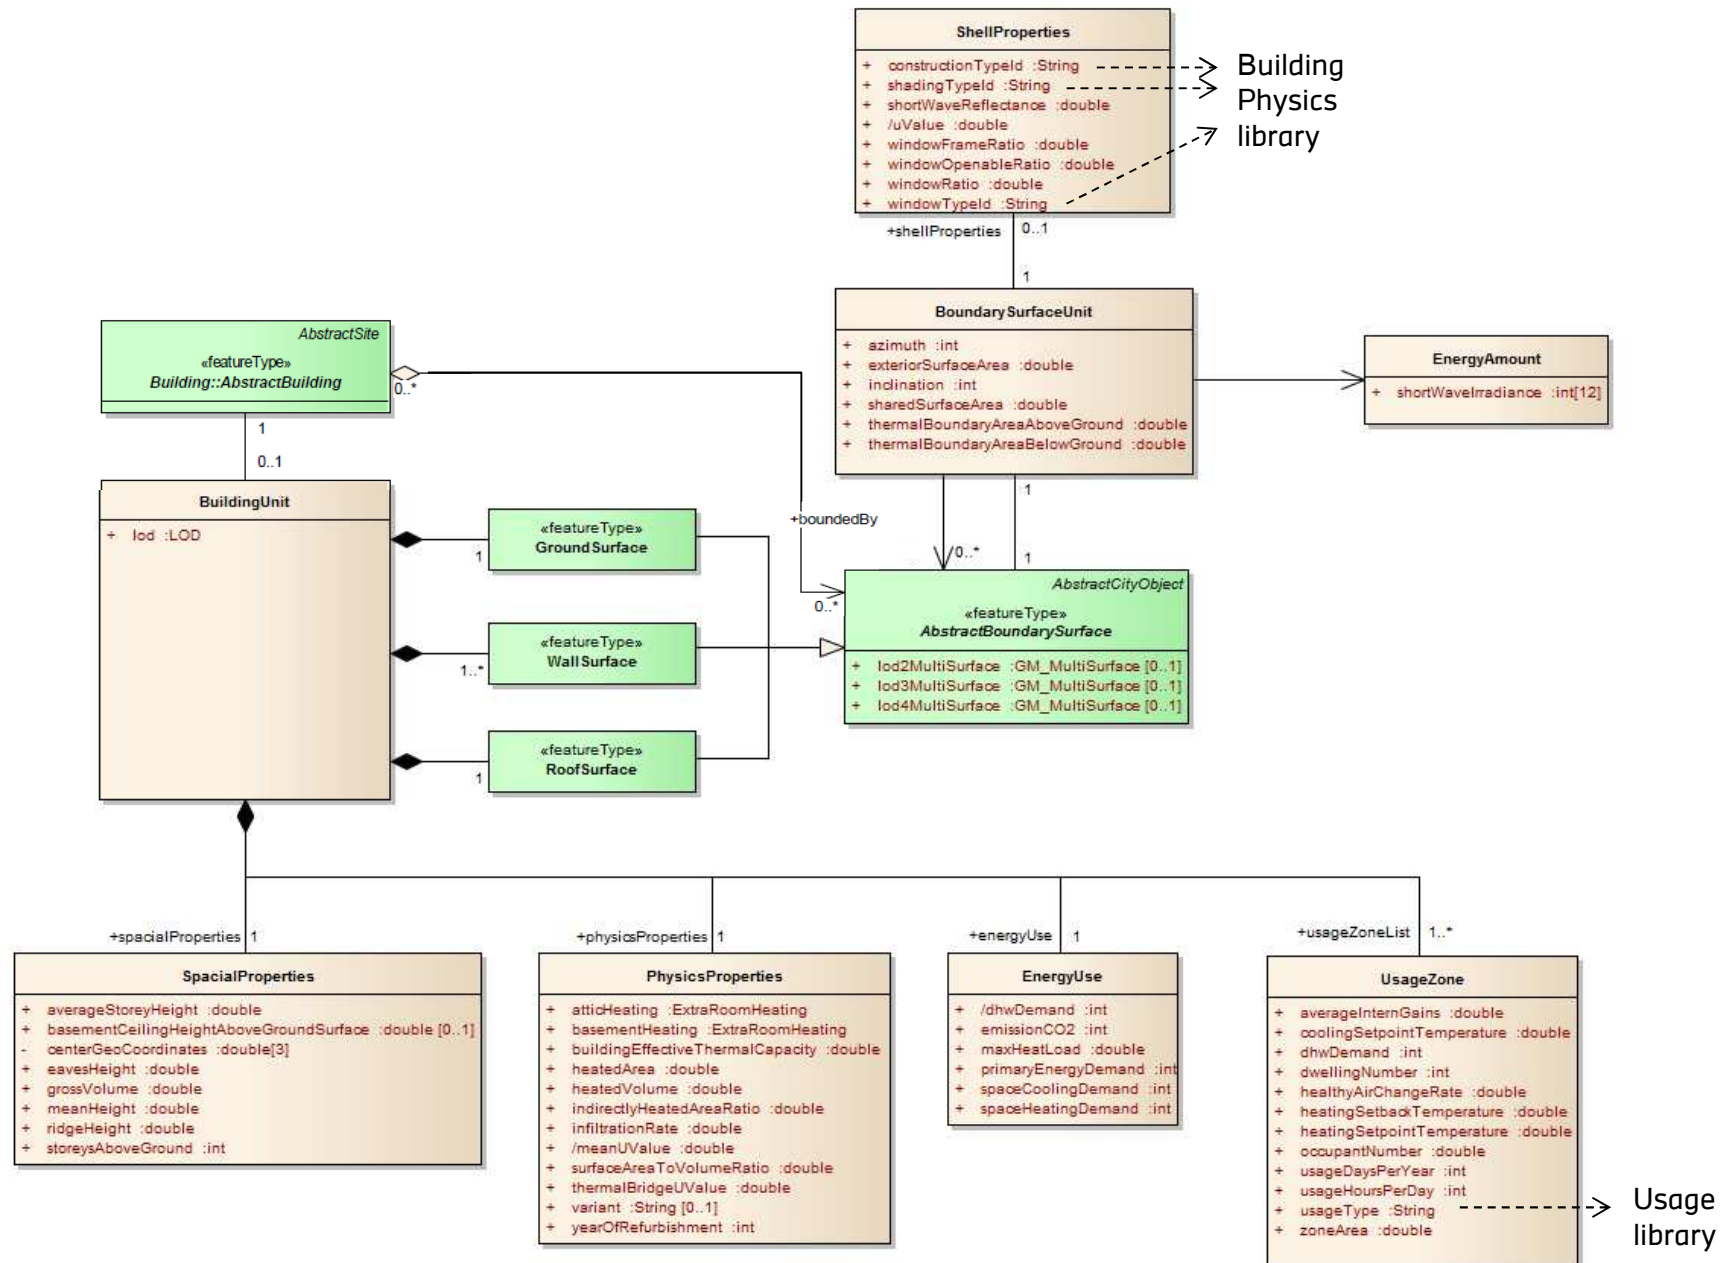 ShellProperties
+ constructionTypeId :String
+ shadingTypeId :String
+ shortWaveReflectance :double
+ /uValue :double
+ windowFrameRatio :double
+ windowOpenableRatio :double
+ windowRatio :double
+ windowTypeId :String
Building
Physics
library
+shellProperties 0..1
1
BoundarySurfaceUnit
+ azimuth :int
+ exteriorSurfaceArea :double
+ inclination :int
+ sharedSurfaceArea :double
+ thermalBoundaryAreaAboveGround :double
+ thermalBoundaryAreaBelowGround :double
EnergyAmount
+ shortWaveIrradiance :int[12]
AbstractSite
«featureType»
Building::AbstractBuilding
0..*
1
0..1
BuildingUnit
+ lod :LOD
1
«featureType»
GroundSurface
1..*
«featureType»
WallSurface
1
«featureType»
RoofSurface
+boundedBy
0..*
0..*
1
1
AbstractCityObject
«featureType»
AbstractBoundarySurface
+ lod2MultiSurface :GM_MultiSurface [0..1]
+ lod3MultiSurface :GM_MultiSurface [0..1]
+ lod4MultiSurface :GM_MultiSurface [0..1]
+spacialProperties 1
SpacialProperties
+ averageStoreyHeight :double
+ basementCeilingHeightAboveGroundSurface :double [0..1]
- centerGeoCoordinates :double[3]
+ eavesHeight :double
+ grossVolume :double
+ meanHeight :double
+ ridgeHeight :double
+ storeysAboveGround :int
+physicsProperties 1
PhysicsProperties
+ atticHeating :ExtraRoomHeating
+ basementHeating :ExtraRoomHeating
+ buildingEffectiveThermalCapacity :double
+ heatedArea :double
+ heatedVolume :double
+ indirectlyHeatedAreaRatio :double
+ infiltrationRate :double
+ /meanUValue :double
+ surfaceAreaToVolumeRatio :double
+ thermalBridgeUValue :double
+ variant :String [0..1]
+ yearOfRefurbishment :int
+energyUse 1
EnergyUse
+ /dhwDemand :int
+ emissionCO2 :int
+ maxHeatLoad :double
+ primaryEnergyDemand :int
+ spaceCoolingDemand :int
+ spaceHeatingDemand :int
+usageZoneList 1..*
UsageZone
+ averageInternGains :double
+ coolingSetpointTemperature :double
+ dhwDemand :int
+ dwellingNumber :int
+ healthyAirChangeRate :double
+ heatingSetbackTemperature :double
+ heatingSetpointTemperature :double
+ occupantNumber :double
+ usageDaysPerYear :int
+ usageHoursPerDay :int
+ usageType :String
+ zoneArea :double
Usage
library